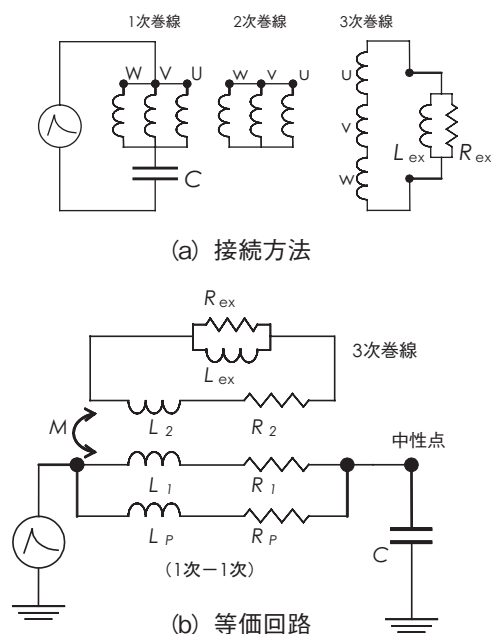 1次巻線 2次巻線 3次巻線
W V U W V U
U
V
W
C
L ex R ex
(a) 接続方法
R ex
L ex
3次巻線
M
L 2 R 2
中性点
L 1 R 1
L P R P
C
(1次－1次)
(b) 等価回路